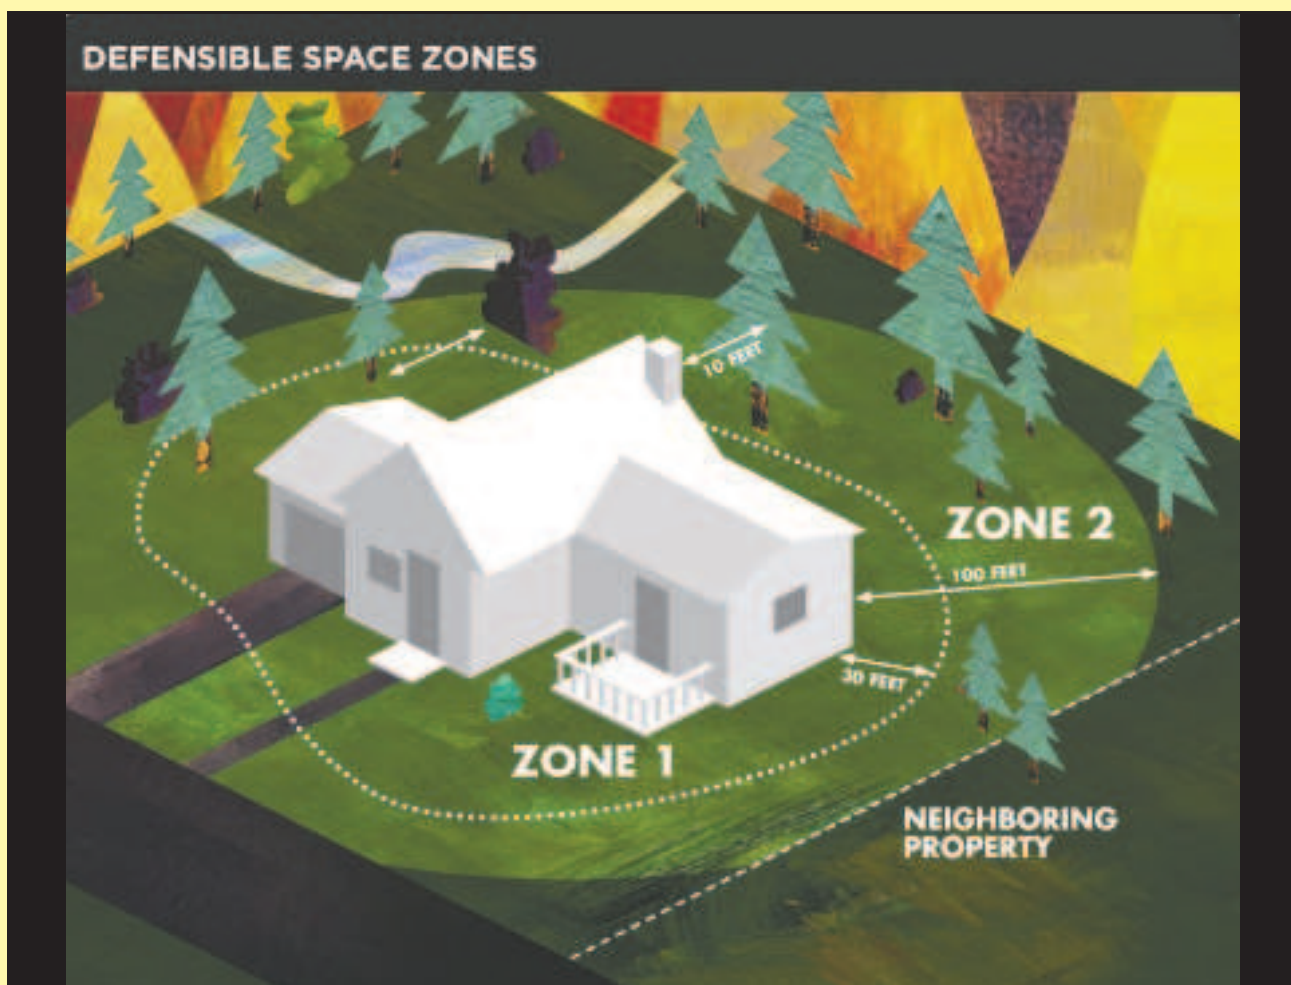 DEFENSIBLE SPACE ZONES
10 FEET
ZONE 2
100 FEET
30 FEET
ZONE 1
NEIGHBORING
PROPERTY